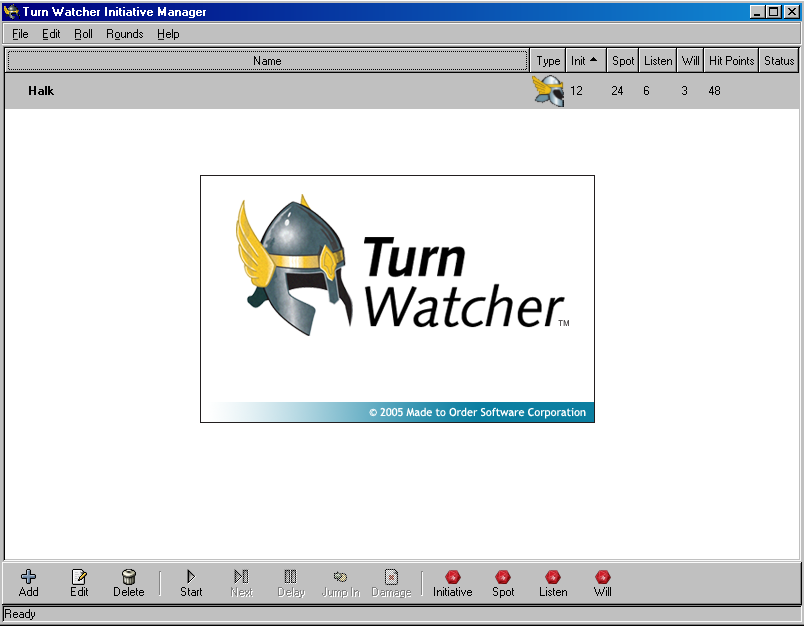 Turn Watcher Initiative Manager
File Edit Roll Rounds Help
Name Type Init Spot Listen Will Hit Points Status
Halk 12 24 6 3 48
Turn
Watcher™
© 2005 Made to Order Software Corporation
Add Edit Delete Start Next Delay Jump In Damage Initiative Spot Listen Will
Ready